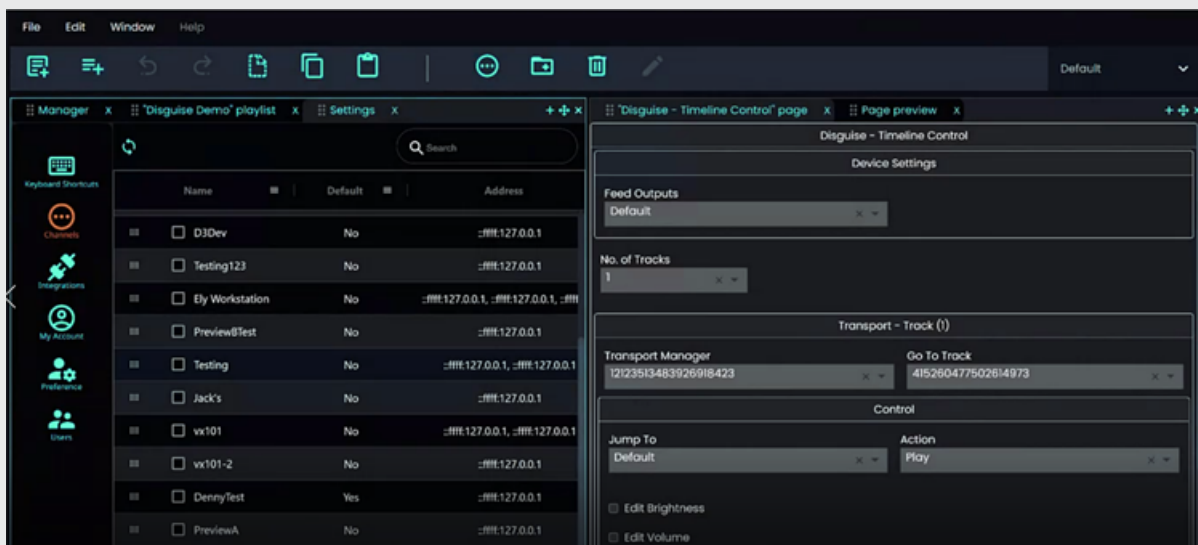 File Edit Window Help
Default
Manager x "Disguise Demo" playlist x Settings x
"Disguise - Timeline Control" page x Page preview x
Keyboard Shortcuts
Channels
Integrations
My Account
Preference
Users
Search
Name Default Address
D3Dev No ::ffff:127.0.0.1
Testing123 No ::ffff:127.0.0.1
Ely Workstation No ::ffff:127.0.0.1, ::ffff:127.0.0.1, ::ffff
PreviewBTest No ::ffff:127.0.0.1
Testing No ::ffff:127.0.0.1, ::ffff:127.0.0.1
Jack's No ::ffff:127.0.0.1
vx101 No ::ffff:127.0.0.1, ::ffff:127.0.0.1
vx101-2 No ::ffff:127.0.0.1
DennyTest Yes ::ffff:127.0.0.1
PreviewA No ::ffff:127.0.0.1
Disguise - Timeline Control
Device Settings
Feed Outputs
Default
No. of Tracks
1
Transport - Track (1)
Transport Manager Go To Track
12123513483926918423 415260477502614973
Control
Jump To Action
Default Play
Edit Brightness
Edit Volume